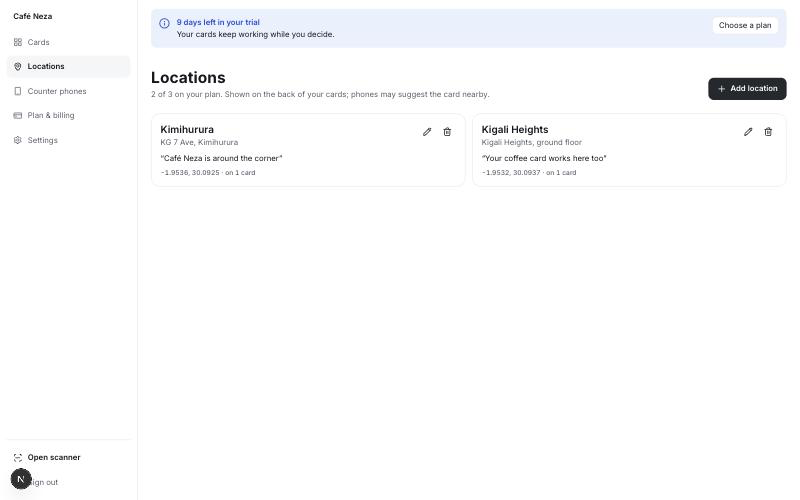 Café Neza
Cards
Locations
Counter phones
Plan & billing
Settings
Open scanner
N
ign out
9 days left in your trial
Your cards keep working while you decide.
Choose a plan
Locations
2 of 3 on your plan. Shown on the back of your cards; phones may suggest the card nearby.
Add location
Kimihurura
KG 7 Ave, Kimihurura
“Café Neza is around the corner”
-1.9536, 30.0925 · on 1 card
Kigali Heights
Kigali Heights, ground floor
“Your coffee card works here too”
-1.9532, 30.0937 · on 1 card